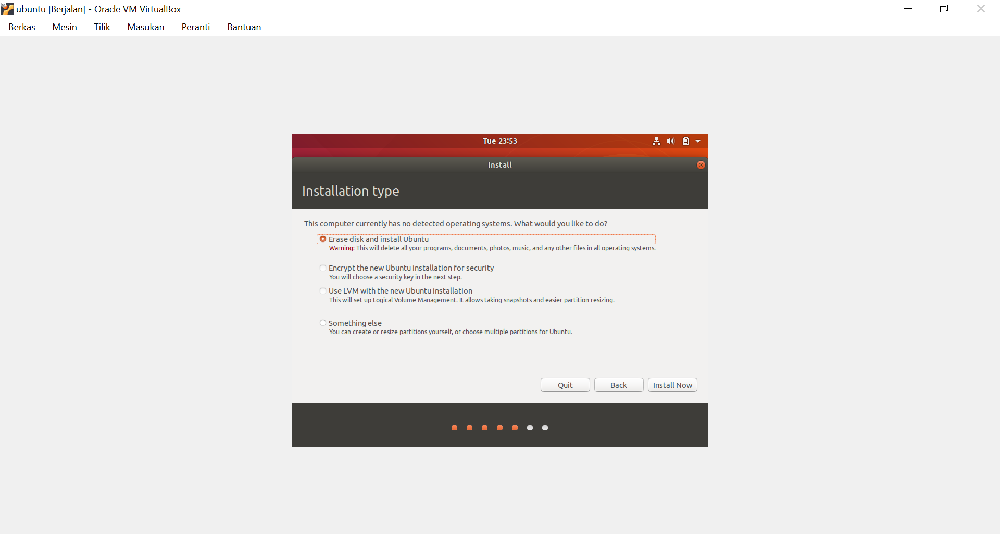 ubuntu [Berjalan] - Oracle VM VirtualBox
Berkas Mesin Tilik Masukan Peranti Bantuan
Tue 23:53
Install
Installation type
This computer currently has no detected operating systems. What would you like to do?
Erase disk and install Ubuntu
Warning: This will delete all your programs, documents, photos, music, and any other files in all operating systems.
Encrypt the new Ubuntu installation for security
You will choose a security key in the next step.
Use LVM with the new Ubuntu installation
This will set up Logical Volume Management. It allows taking snapshots and easier partition resizing.
Something else
You can create or resize partitions yourself, or choose multiple partitions for Ubuntu.
Quit Back Install Now